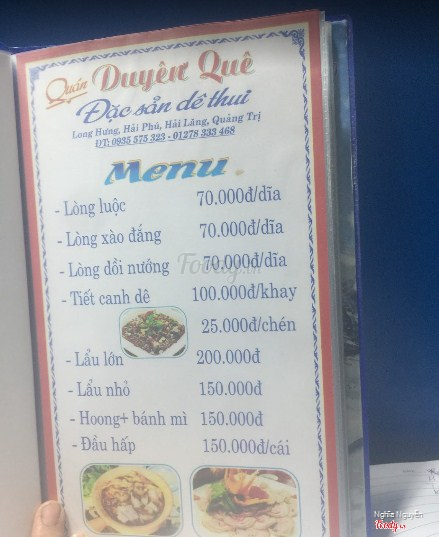 Quán Duyên Quê
Đặc sản dê thui
Long Hưng, Hải Phú, Hải Lăng, Quảng Trị
ĐT: 0935 575 323 - 01278 333 468
Menu
- Lòng luộc 70.000đ/dĩa
- Lòng xào đắng 70.000đ/dĩa
- Lòng dồi nướng 70.000đ/dĩa
- Tiết canh dê 100.000đ/khay
25.000đ/chén
- Lẩu lớn 200.000đ
- Lẩu nhỏ 150.000đ
- Hoong+ bánh mì 150.000đ
- Đầu hấp 150.000đ/cái
Foody.vn
Nghĩa Nguyễn
Foody.vn